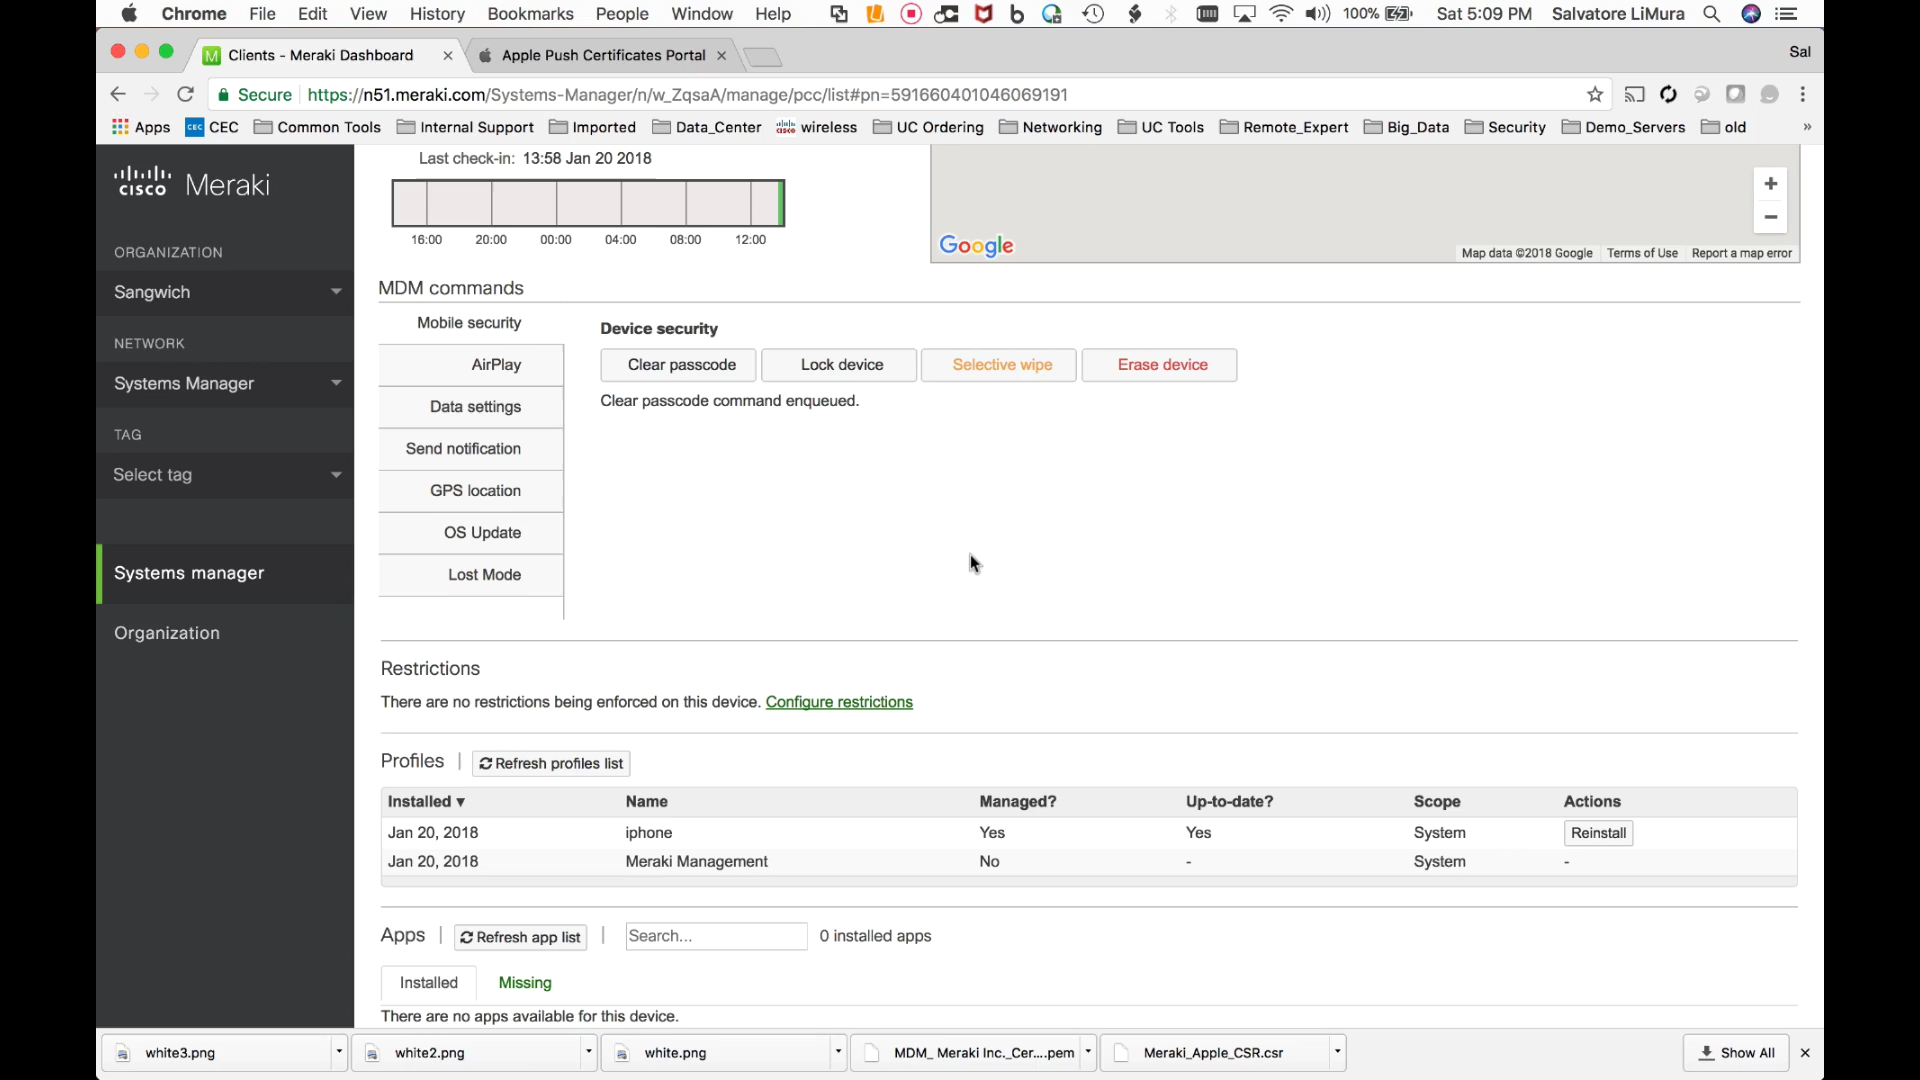 Chrome File Edit View History Bookmarks People Window Help 100% Sat 5:09 PM Salvatore LiMura
Clients - Meraki Dashboard Apple Push Certificates Portal Sal
Secure https://n51.meraki.com/Systems-Manager/n/w_ZqsaA/manage/pcc/list#pn=591660401046069191
Apps CEC CEC Common Tools Internal Support Imported Data_Center wireless UC Ordering Networking UC Tools Remote_Expert Big_Data Security Demo_Servers old »
cisco Meraki
ORGANIZATION
Sangwich
NETWORK
Systems Manager
TAG
Select tag
Systems manager
Organization
Last check-in: 13:58 Jan 20 2018
16:00 20:00 00:00 04:00 08:00 12:00
+
−
Google
Map data ©2018 Google Terms of Use Report a map error
MDM commands
Mobile security
AirPlay
Data settings
Send notification
GPS location
OS Update
Lost Mode
Device security
Clear passcode Lock device Selective wipe Erase device
Clear passcode command enqueued.
Restrictions
There are no restrictions being enforced on this device. Configure restrictions
Profiles | Refresh profiles list
Installed ▼ Name Managed? Up-to-date? Scope Actions
Jan 20, 2018 iphone Yes Yes System Reinstall
Jan 20, 2018 Meraki Management No - System -
Apps | Refresh app list | Search... 0 installed apps
Installed Missing
There are no apps available for this device.
white3.png white2.png white.png MDM_ Meraki Inc._Cer....pem Meraki_Apple_CSR.csr Show All